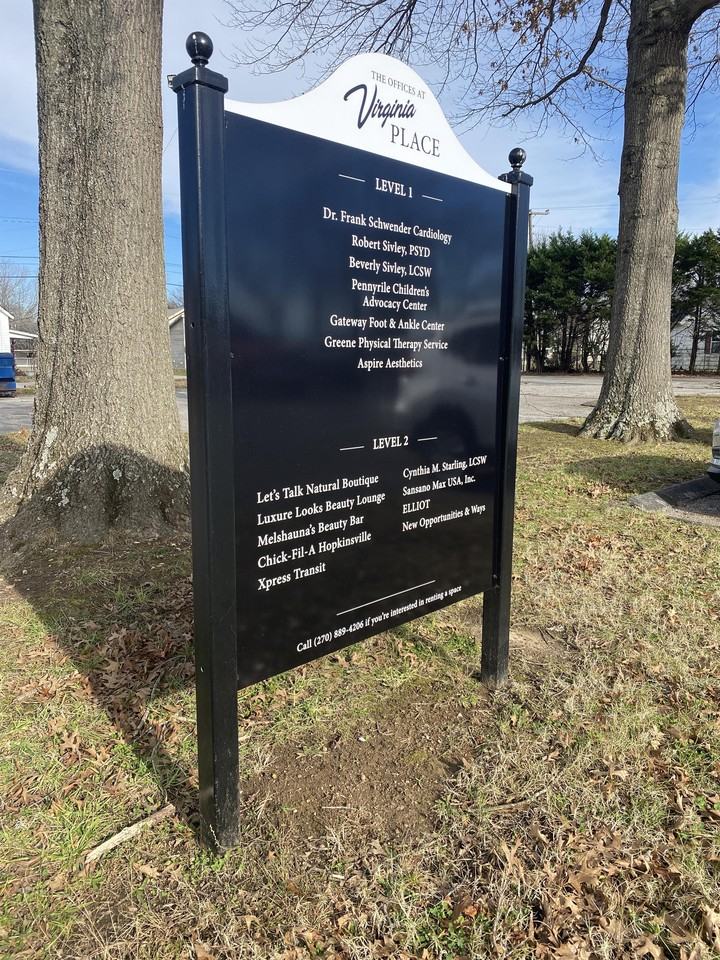 THE OFFICES AT
Virginia
PLACE
LEVEL 1
Dr. Frank Schwender Cardiology
Robert Sivley, PSYD
Beverly Sivley, LCSW
Pennyrile Children's
Advocacy Center
Gateway Foot & Ankle Center
Greene Physical Therapy Service
Aspire Aesthetics
LEVEL 2
Let's Talk Natural Boutique
Luxure Looks Beauty Lounge
Melshauna's Beauty Bar
Chick-Fil-A Hopkinsville
Xpress Transit
Cynthia M. Starling, LCSW
Sansano Max USA, Inc.
ELLIOT
New Opportunities & Ways
Call (270) 889-4206 if you're interested in renting a space